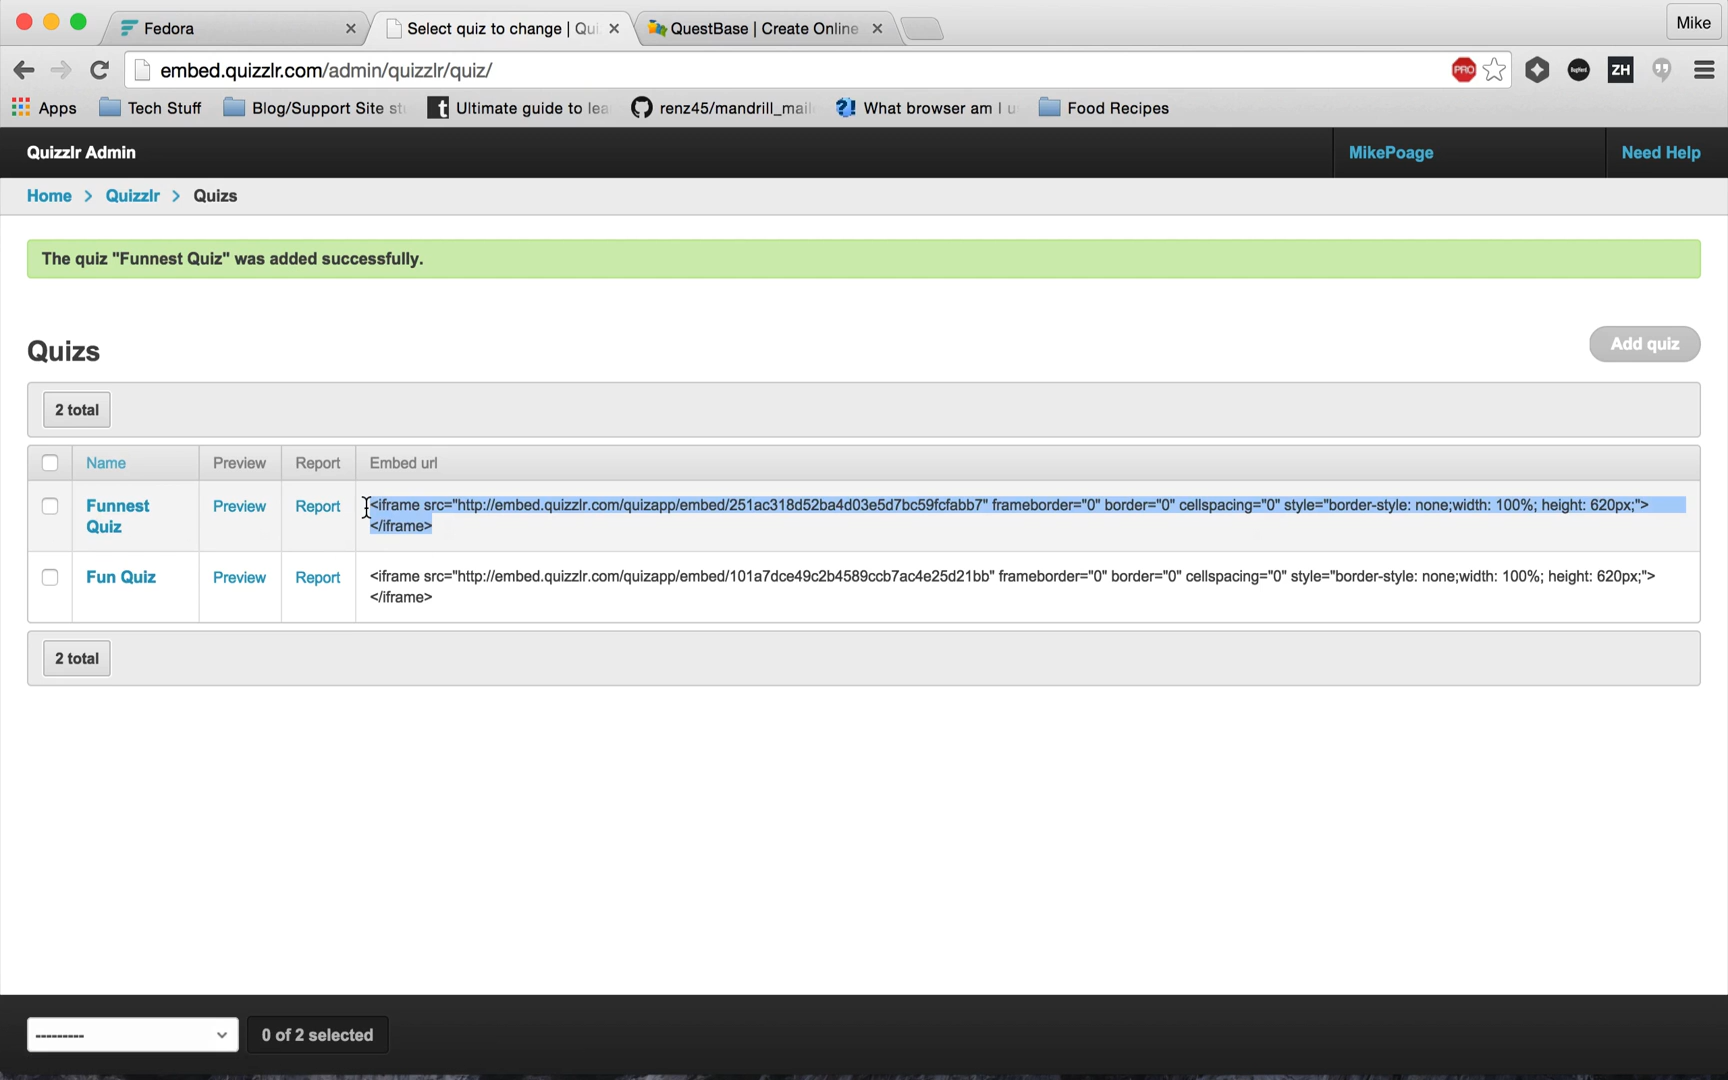 Fedora
Select quiz to change | Qui
QuestBase | Create Online
Mike
embed.quizzlr.com/admin/quizzlr/quiz/
PRO
ZH
Apps
Tech Stuff
Blog/Support Site st
t Ultimate guide to lea
renz45/mandrill_mail
What browser am I u
Food Recipes
Quizzlr Admin
MikePoage
Need Help
Home > Quizzlr > Quizs
The quiz "Funnest Quiz" was added successfully.
Quizs
Add quiz
2 total
Name Preview Report Embed url
Funnest
Quiz
Preview
Report
<iframe src="http://embed.quizzlr.com/quizapp/embed/251ac318d52ba4d03e5d7bc59fcfabb7" frameborder="0" border="0" cellspacing="0" style="border-style: none;width: 100%; height: 620px;">
</iframe>
Fun Quiz
Preview
Report
<iframe src="http://embed.quizzlr.com/quizapp/embed/101a7dce49c2b4589ccb7ac4e25d21bb" frameborder="0" border="0" cellspacing="0" style="border-style: none;width: 100%; height: 620px;">
</iframe>
2 total
---------
0 of 2 selected